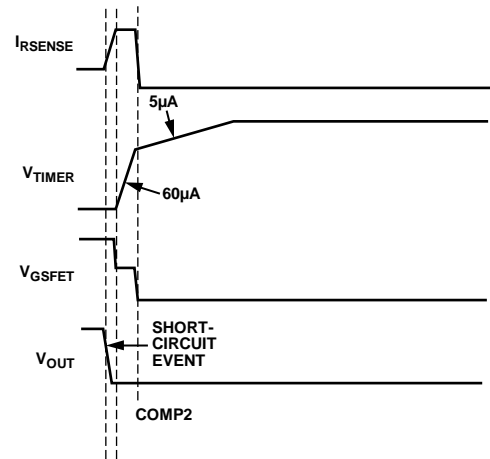 IRSENSE
5µA
VTIMER
60µA
VGSFET
SHORT-
CIRCUIT
EVENT
VOUT
COMP2